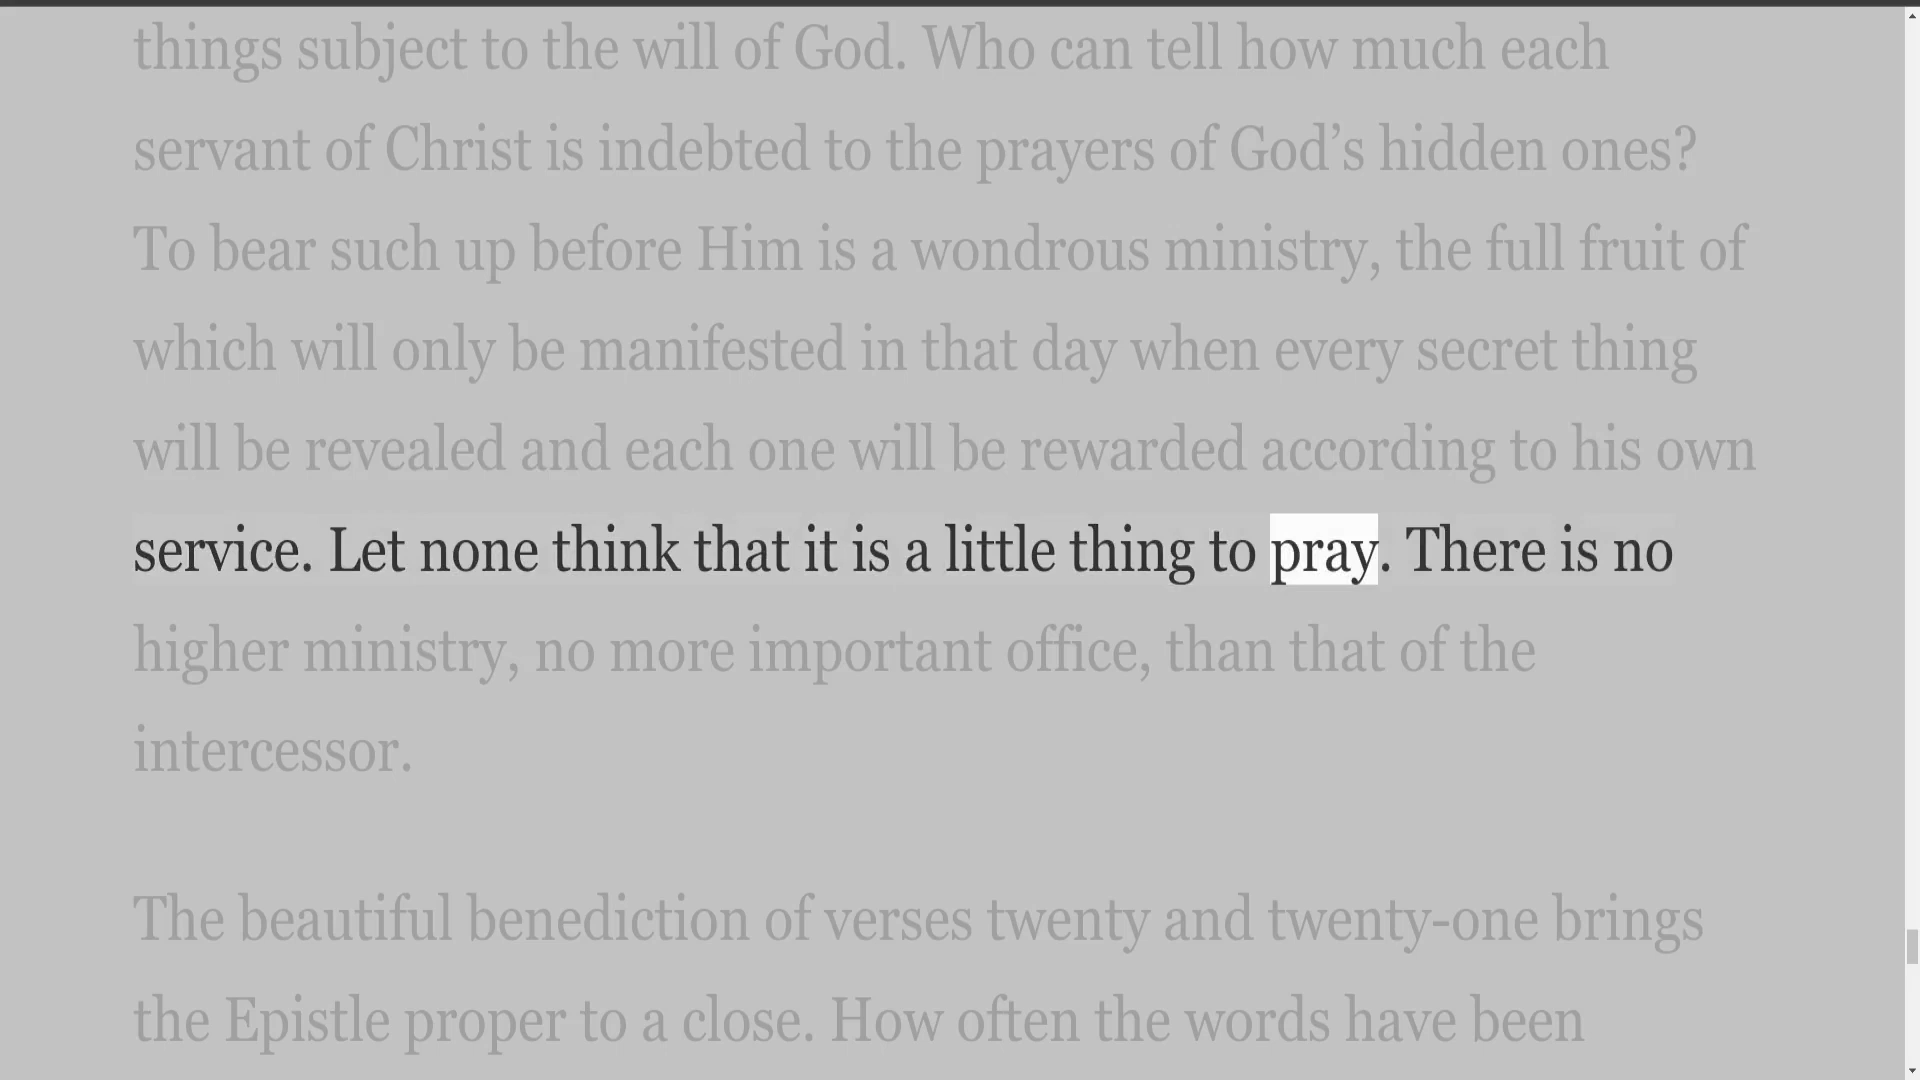 things subject to the will of God. Who can tell how much each
servant of Christ is indebted to the prayers of God’s hidden ones?
To bear such up before Him is a wondrous ministry, the full fruit of
which will only be manifested in that day when every secret thing
will be revealed and each one will be rewarded according to his own
service. Let none think that it is a little thing to pray. There is no
higher ministry, no more important office, than that of the
intercessor.
The beautiful benediction of verses twenty and twenty-one brings
the Epistle proper to a close. How often the words have been